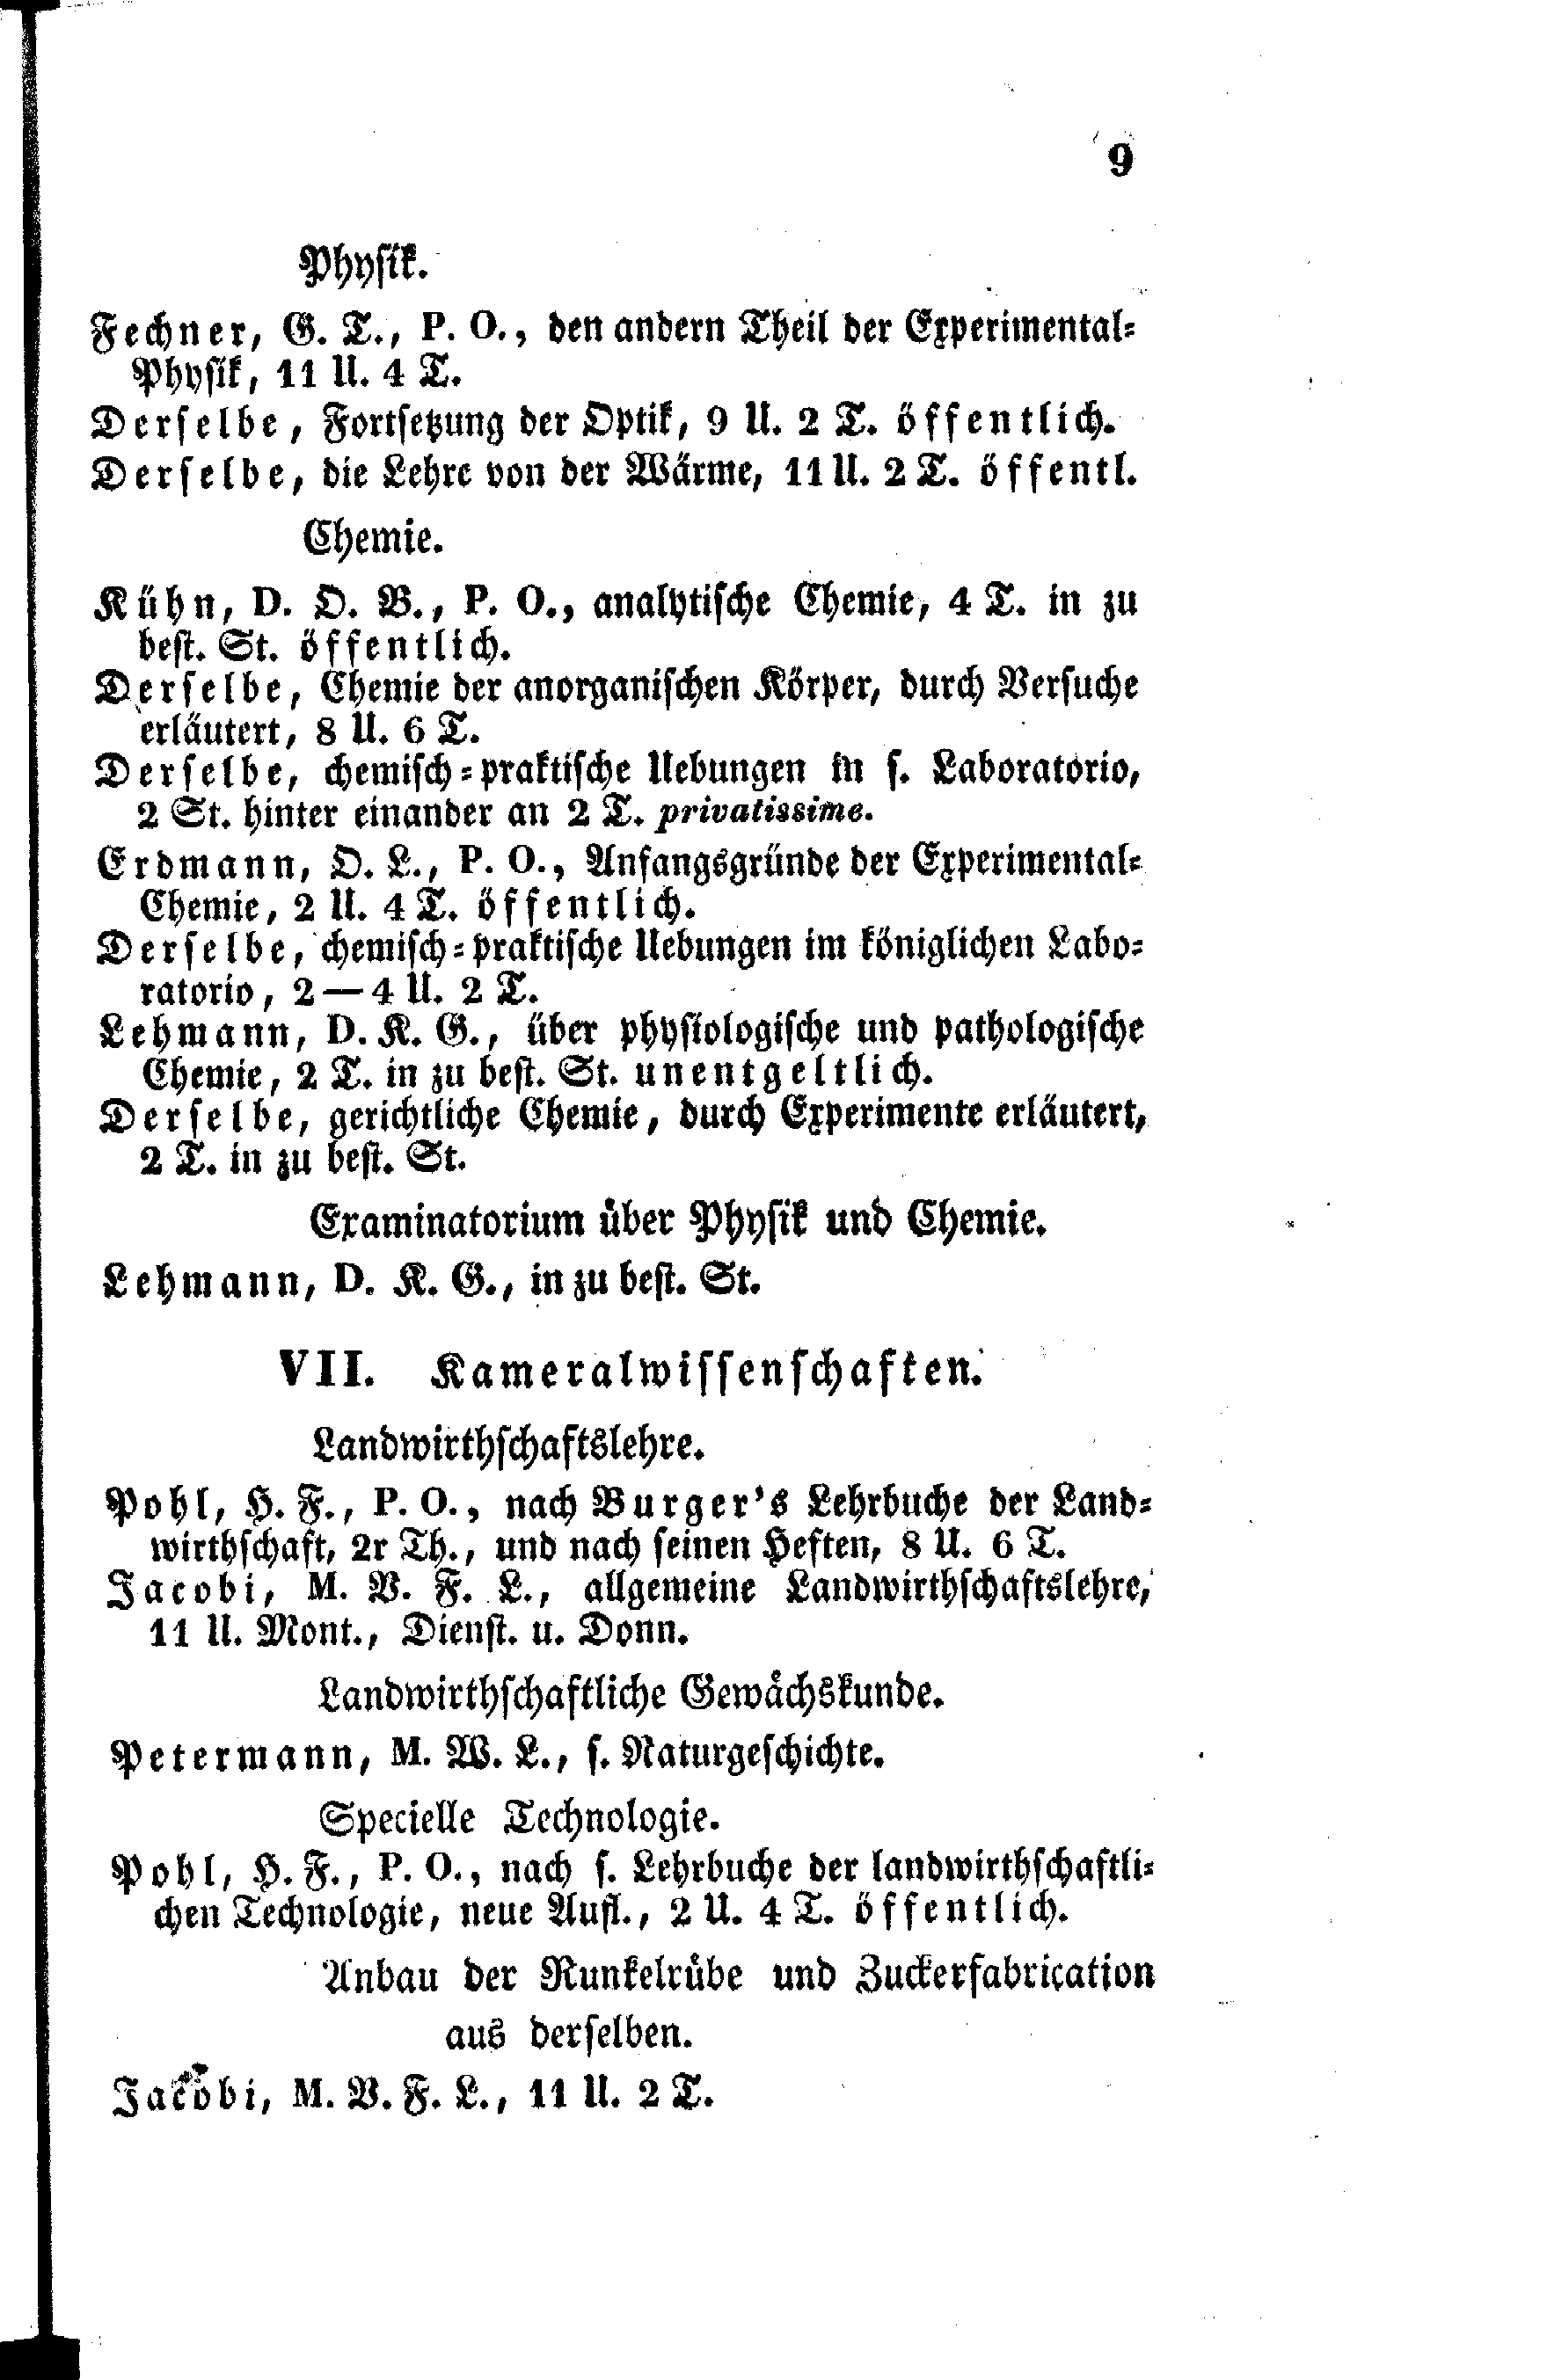 9
Physik.
Fechner, G. T., P. O., den andern Theil der Experimental-
Physik, 11 U. 4 T.
Derselbe, Fortsetzung der Optik, 9 U. 2 T. öffentlich.
Derselbe, die Lehre von der Wärme, 11 U. 2 T. öffentl.
Chemie.
Kühn, D. O. B., P. O., analytische Chemie, 4 T. in zu
best. St. öffentlich.
Derselbe, Chemie der anorganischen Körper, durch Versuche
erläutert, 8 U. 6 T.
Derselbe, chemisch-praktische Uebungen in s. Laboratorio,
2 St. hinter einander an 2 T. privatissime.
Erdmann, O. L., P. O., Anfangsgründe der Experimental-
Chemie, 2 U. 4 T. öffentlich.
Derselbe, chemisch-praktische Uebungen im königlichen Labo-
ratorio, 2—4 U. 2 T.
Lehmann, D. K. G., über physiologische und pathologische
Chemie, 2 T. in zu best. St. unentgeltlich.
Derselbe, gerichtliche Chemie, durch Experimente erläutert,
2 T. in zu best. St.
Examinatorium über Physik und Chemie.
Lehmann, D. K. G., in zu best. St.
VII. Kameralwissenschaften.
Landwirthschaftslehre.
Pohl, H. F., P. O., nach Burger's Lehrbuche der Land-
wirthschaft, 2r Th., und nach seinen Heften, 8 U. 6 T.
Jacobi, M. V. F. L., allgemeine Landwirthschaftslehre,
11 U. Mont., Dienst. u. Donn.
Landwirthschaftliche Gewächskunde.
Petermann, M. W. L., s. Naturgeschichte.
Specielle Technologie.
Pohl, H. F., P. O., nach s. Lehrbuche der landwirthschaftli-
chen Technologie, neue Aufl., 2 U. 4 T. öffentlich.
Anbau der Runkelrübe und Zuckerfabrication
aus derselben.
Jacobi, M. V. F. L., 11 U. 2 T.